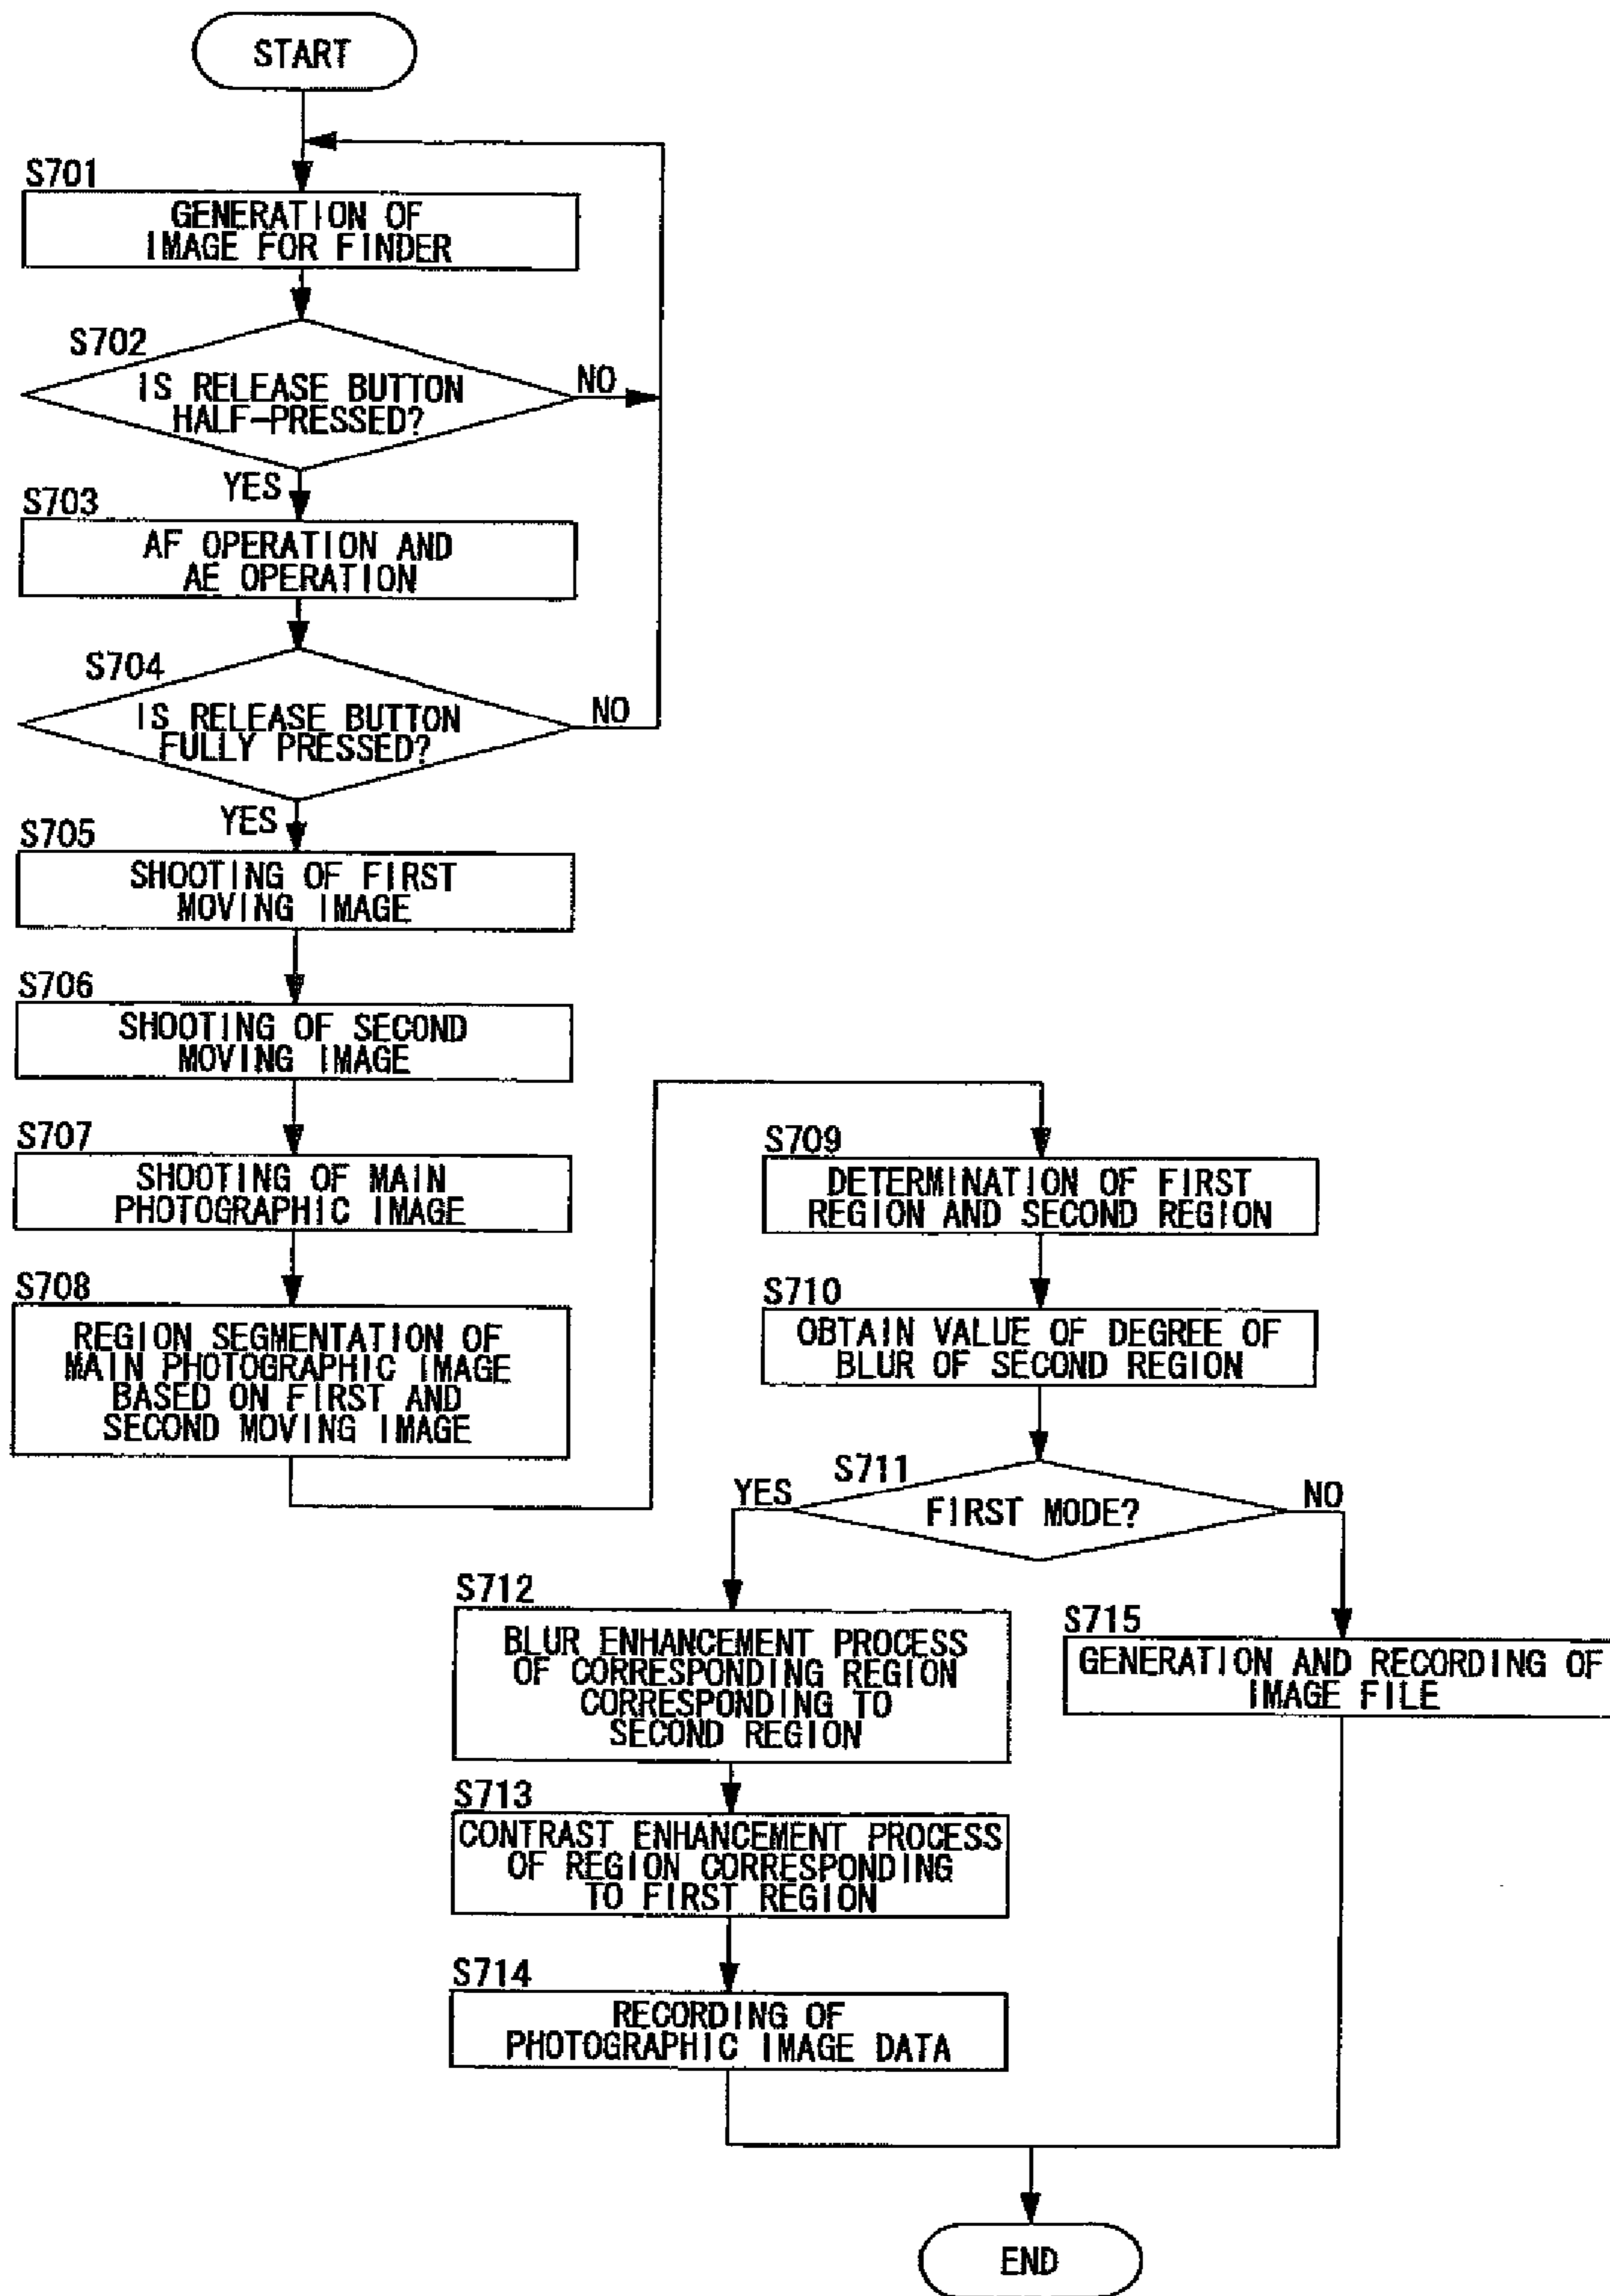 START
S701
GENERATION OF
IMAGE FOR FINDER
S702
IS RELEASE BUTTON
HALF-PRESSED?
NO
YES
S703
AF OPERATION AND
AE OPERATION
S704
IS RELEASE BUTTON
FULLY PRESSED?
NO
YES
S705
SHOOTING OF FIRST
MOVING IMAGE
S706
SHOOTING OF SECOND
MOVING IMAGE
S707
SHOOTING OF MAIN
PHOTOGRAPHIC IMAGE
S708
REGION SEGMENTATION OF
MAIN PHOTOGRAPHIC IMAGE
BASED ON FIRST AND
SECOND MOVING IMAGE
S709
DETERMINATION OF FIRST
REGION AND SECOND REGION
S710
OBTAIN VALUE OF DEGREE OF
BLUR OF SECOND REGION
S711
FIRST MODE?
YES
NO
S712
BLUR ENHANCEMENT PROCESS
OF CORRESPONDING REGION
CORRESPONDING TO
SECOND REGION
S713
CONTRAST ENHANCEMENT PROCESS
OF REGION CORRESPONDING
TO FIRST REGION
S714
RECORDING OF
PHOTOGRAPHIC IMAGE DATA
S715
GENERATION AND RECORDING OF
IMAGE FILE
END